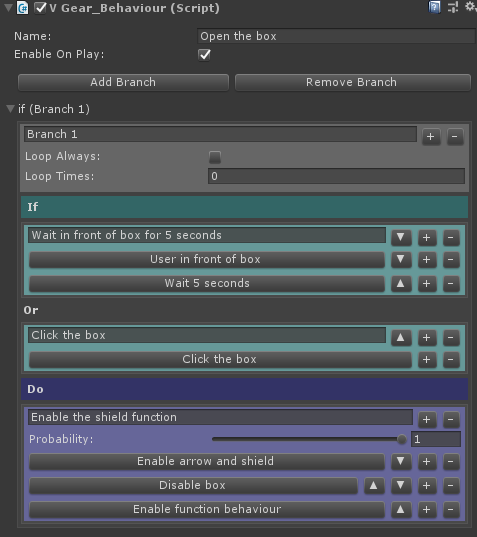 V Gear_Behaviour (Script)
Name: Open the box
Enable On Play:
Add Branch Remove Branch
if (Branch 1)
Branch 1 + -
Loop Always:
Loop Times: 0
If
Wait in front of box for 5 seconds ▼ + -
User in front of box ▼ + -
Wait 5 seconds ▲ + -
Or
Click the box ▲ + -
Click the box + -
Do
Enable the shield function + -
Probability: 1
Enable arrow and shield ▼ + -
Disable box ▲ ▼ + -
Enable function behaviour ▲ + -